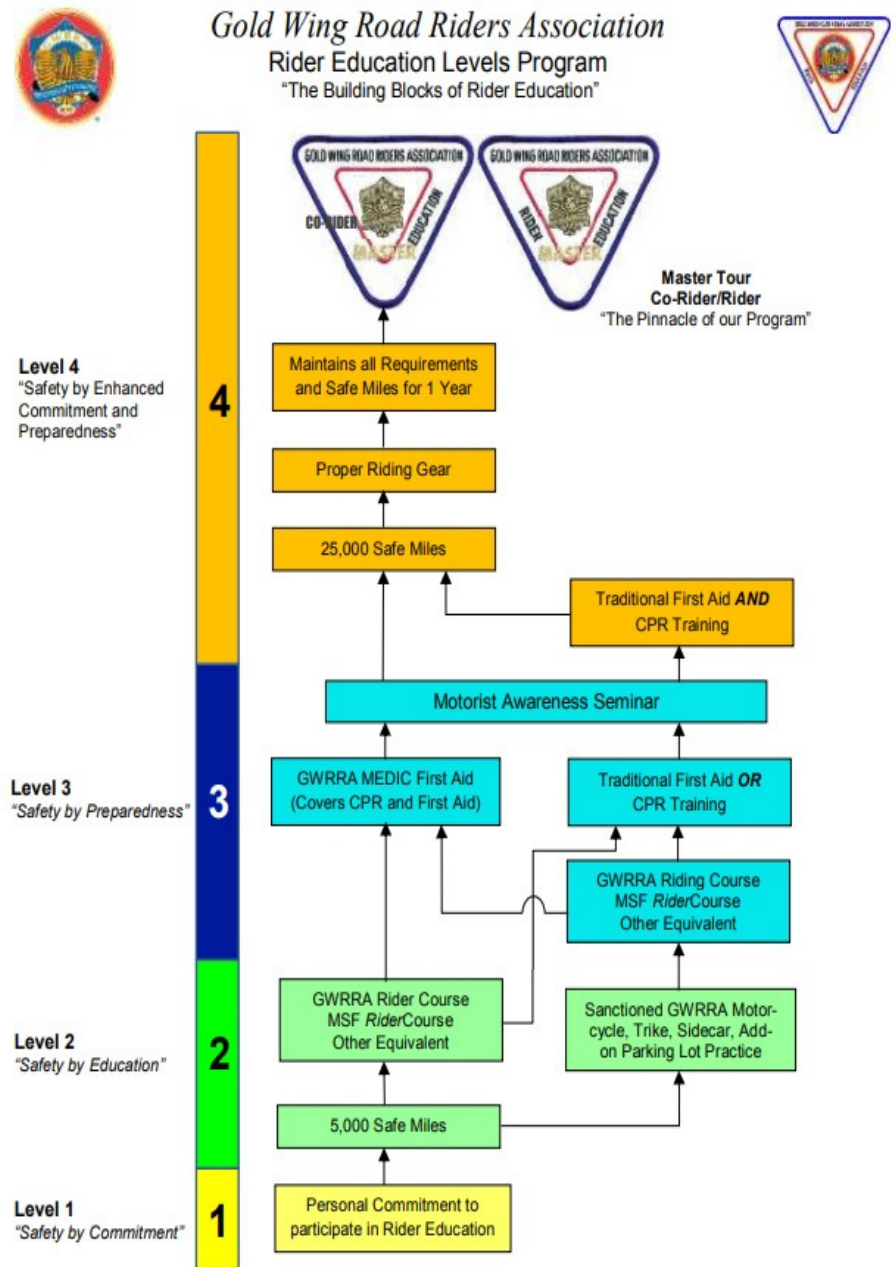 Gold Wing Road Riders Association
Rider Education Levels Program
"The Building Blocks of Rider Education"
GWRRA
GOLD WING ROAD RIDERS ASSOCIATION
CO-RIDER
EDUCATION
MASTER
GOLD WING ROAD RIDERS ASSOCIATION
RIDER
EDUCATION
MASTER
Master Tour
Co-Rider/Rider
"The Pinnacle of our Program"
Level 4
"Safety by Enhanced
Commitment and
Preparedness"
4
Maintains all Requirements
and Safe Miles for 1 Year
Proper Riding Gear
25,000 Safe Miles
Traditional First Aid AND
CPR Training
Motorist Awareness Seminar
Level 3
"Safety by Preparedness"
3
GWRRA MEDIC First Aid
(Covers CPR and First Aid)
Traditional First Aid OR
CPR Training
GWRRA Riding Course
MSF RiderCourse
Other Equivalent
Level 2
"Safety by Education"
2
GWRRA Rider Course
MSF RiderCourse
Other Equivalent
Sanctioned GWRRA Motor-
cycle, Trike, Sidecar, Add-
on Parking Lot Practice
5,000 Safe Miles
Level 1
"Safety by Commitment"
1
Personal Commitment to
participate in Rider Education